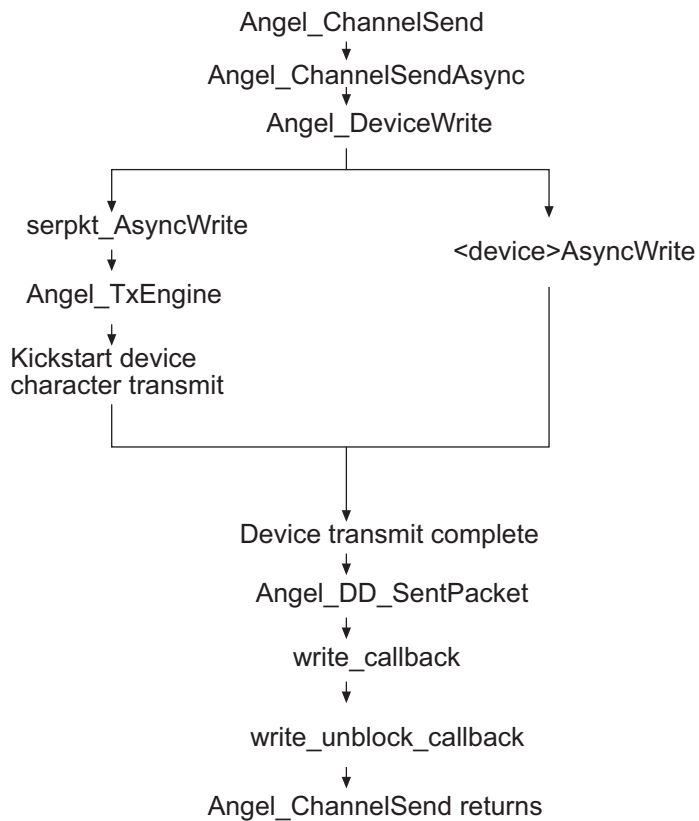 Angel_ChannelSend
Angel_ChannelSendAsync
Angel_DeviceWrite
serpkt_AsyncWrite
<device>AsyncWrite
Angel_TxEngine
Kickstart device
character transmit
Device transmit complete
Angel_DD_SentPacket
write_callback
write_unblock_callback
Angel_ChannelSend returns